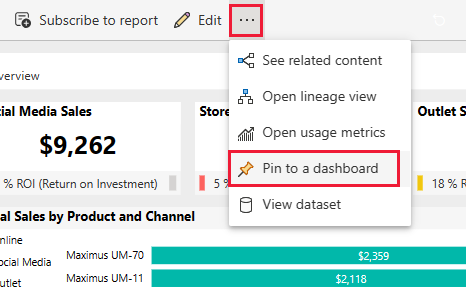 Subscribe to report Edit ...
See related content
verview
Open lineage view
cial Media Sales Store Outlet S
Open usage metrics
$9,262
Pin to a dashboard
% ROI (Return on Investment) 5 % 18 % RO
View dataset
al Sales by Product and Channel
nline
Maximus UM-70 $2,359
ocial Media
Maximus UM-11 $2,118
utlet